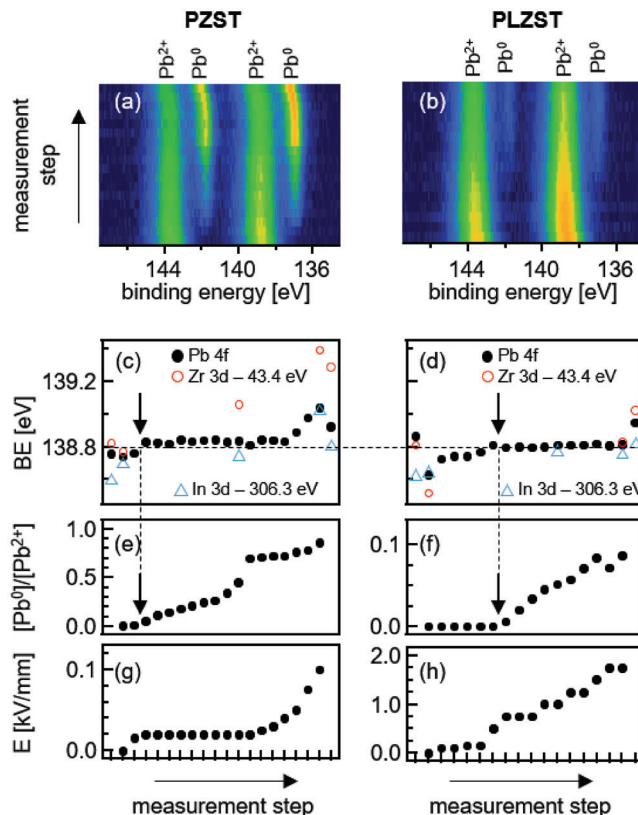 PZST
PLZST
Pb²⁺ Pb⁰ Pb²⁺ Pb⁰
Pb²⁺ Pb⁰ Pb²⁺ Pb⁰
measurement step
(a)
(b)
144 140 136
144 140 136
binding energy [eV]
binding energy [eV]
(c)
Pb 4f
Zr 3d – 43.4 eV
In 3d – 306.3 eV
(d)
Pb 4f
Zr 3d – 43.4 eV
In 3d – 306.3 eV
BE [eV]
139.2
138.8
[Pb⁰]/[Pb²⁺]
1.0
0.5
0.0
(e)
0.1
0.0
(f)
E [kV/mm]
0.1
0.0
(g)
2.0
1.0
0.0
(h)
measurement step
measurement step